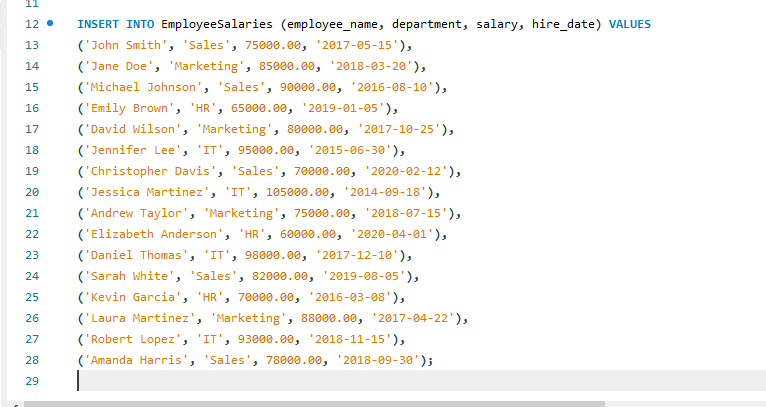 11
12 INSERT INTO EmployeeSalaries (employee_name, department, salary, hire_date) VALUES
13 ('John Smith', 'Sales', 75000.00, '2017-05-15'),
14 ('Jane Doe', 'Marketing', 85000.00, '2018-03-20'),
15 ('Michael Johnson', 'Sales', 90000.00, '2016-08-10'),
16 ('Emily Brown', 'HR', 65000.00, '2019-01-05'),
17 ('David Wilson', 'Marketing', 80000.00, '2017-10-25'),
18 ('Jennifer Lee', 'IT', 95000.00, '2015-06-30'),
19 ('Christopher Davis', 'Sales', 70000.00, '2020-02-12'),
20 ('Jessica Martinez', 'IT', 105000.00, '2014-09-18'),
21 ('Andrew Taylor', 'Marketing', 75000.00, '2018-07-15'),
22 ('Elizabeth Anderson', 'HR', 60000.00, '2020-04-01'),
23 ('Daniel Thomas', 'IT', 98000.00, '2017-12-10'),
24 ('Sarah White', 'Sales', 82000.00, '2019-08-05'),
25 ('Kevin Garcia', 'HR', 70000.00, '2016-03-08'),
26 ('Laura Martinez', 'Marketing', 88000.00, '2017-04-22'),
27 ('Robert Lopez', 'IT', 93000.00, '2018-11-15'),
28 ('Amanda Harris', 'Sales', 78000.00, '2018-09-30');
29